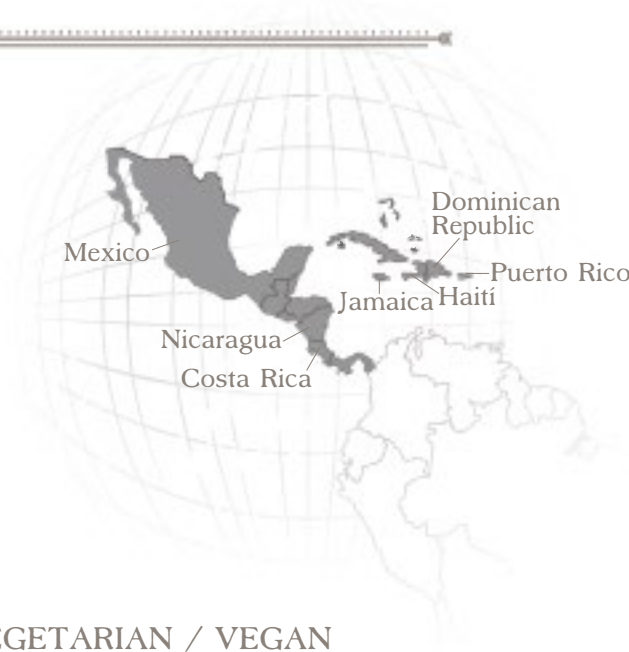 Dominican
Republic
Mexico
Puerto Rico
Jamaica
Haití
Nicaragua
Costa Rica
EGETARIAN / VEGAN